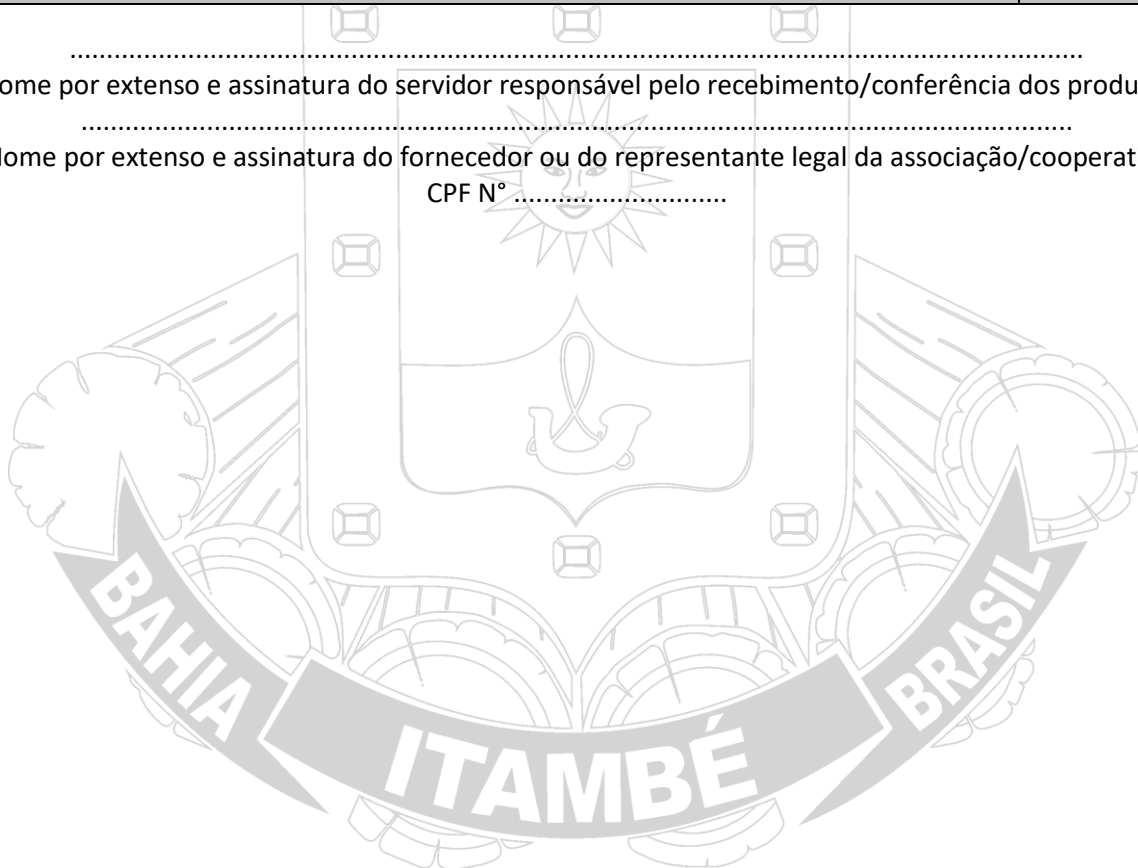 ..........................................................................................................................................
ome por extenso e assinatura do servidor responsável pelo recebimento/conferência dos produ
.......................................................................................................................................
Nome por extenso e assinatura do fornecedor ou do representante legal da associação/cooperat
CPF N° .............................
BAHIA
ITAMBÉ
BRASIL